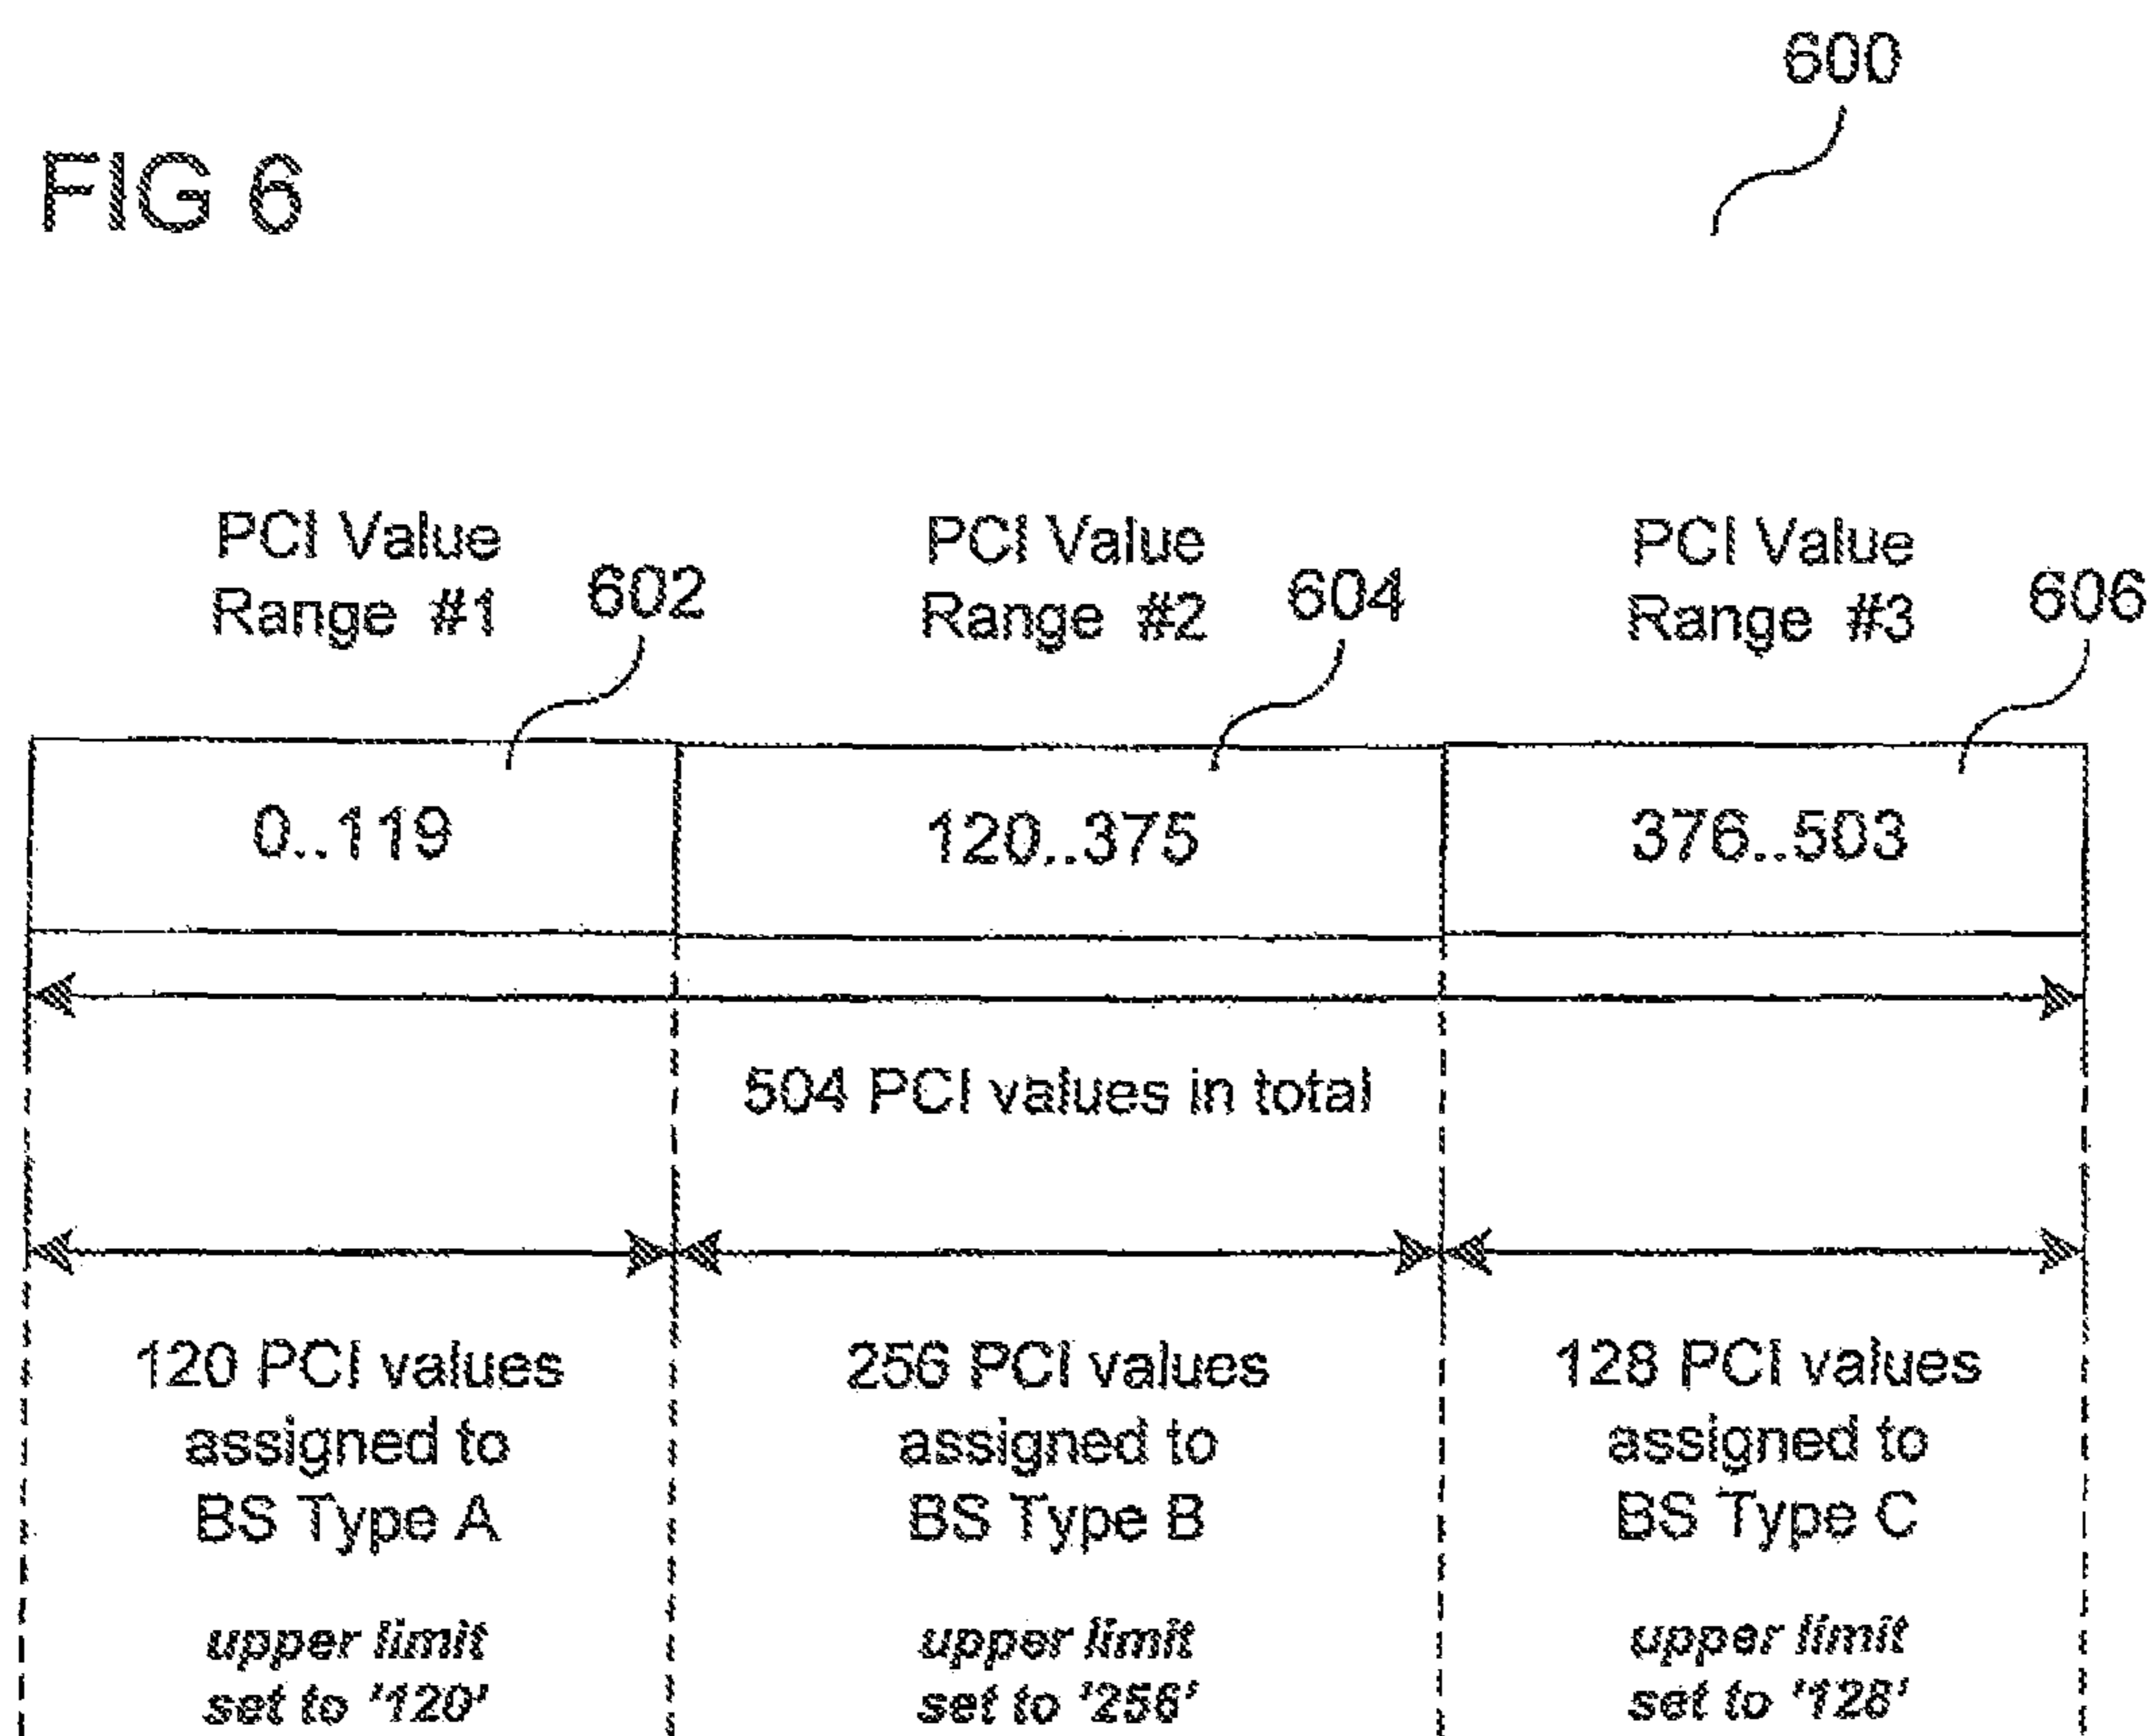 600
FIG 6
PCI Value
Range #1
602
PCI Value
Range #2
604
PCI Value
Range #3
606
0..119
120..375
376..503
504 PCI values in total
120 PCI values
assigned to
BS Type A
256 PCI values
assigned to
BS Type B
128 PCI values
assigned to
BS Type C
upper limit
set to '120'
upper limit
set to '256'
upper limit
set to '128'